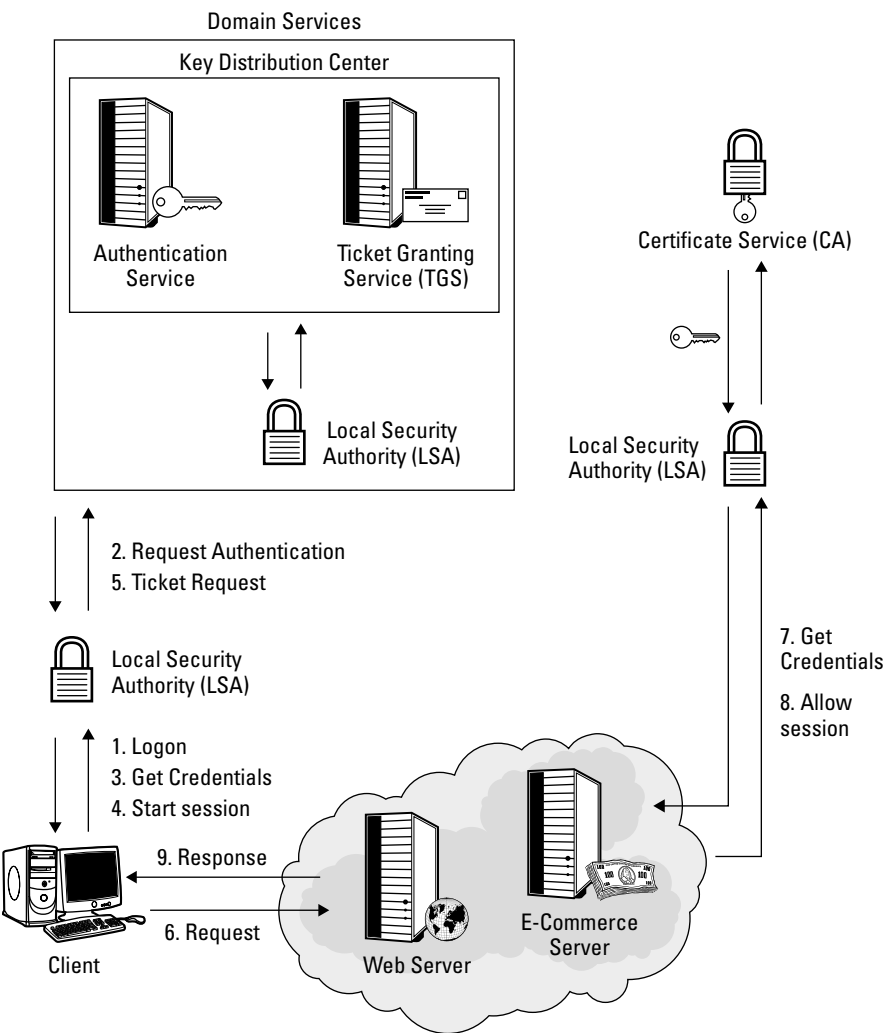 Domain Services
Key Distribution Center
Authentication
Service
Ticket Granting
Service (TGS)
Certificate Service (CA)
Local Security
Authority (LSA)
Local Security
Authority (LSA)
2. Request Authentication
5. Ticket Request
Local Security
Authority (LSA)
7. Get
Credentials
8. Allow
session
1. Logon
3. Get Credentials
4. Start session
9. Response
6. Request
Client
Web Server
E-Commerce
Server
100
100